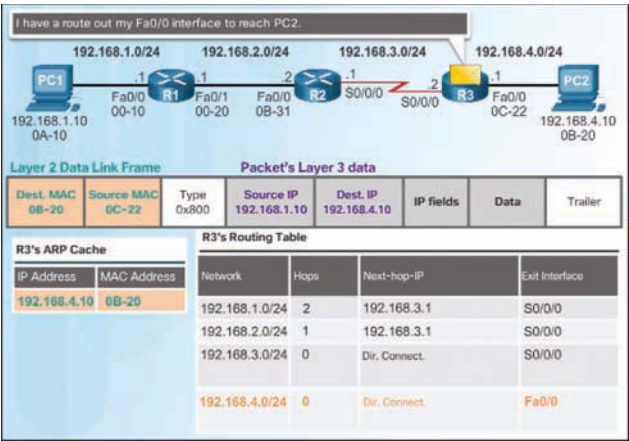 I have a route out my Fa0/0 interface to reach PC2.
192.168.1.0/24 192.168.2.0/24 192.168.3.0/24 192.168.4.0/24
PC1 .1 R1 .1 .2 R2 .1 .2 R3 .1 PC2
Fa0/0 Fa0/1 Fa0/0 S0/0/0 S0/0/0 Fa0/0
00-10 00-20 0B-31 0C-22
192.168.1.10 192.168.4.10
0A-10 0B-20
Layer 2 Data Link Frame Packet's Layer 3 data
Dest. MAC Source MAC Type Source IP Dest. IP IP fields Data Trailer
0B-20 0C-22 0x800 192.168.1.10 192.168.4.10
R3's ARP Cache
IP Address MAC Address
192.168.4.10 0B-20
R3's Routing Table
Network Hops Next-hop-IP Exit Interface
192.168.1.0/24 2 192.168.3.1 S0/0/0
192.168.2.0/24 1 192.168.3.1 S0/0/0
192.168.3.0/24 0 Dir. Connect. S0/0/0
192.168.4.0/24 0 Dir. Connect. Fa0/0